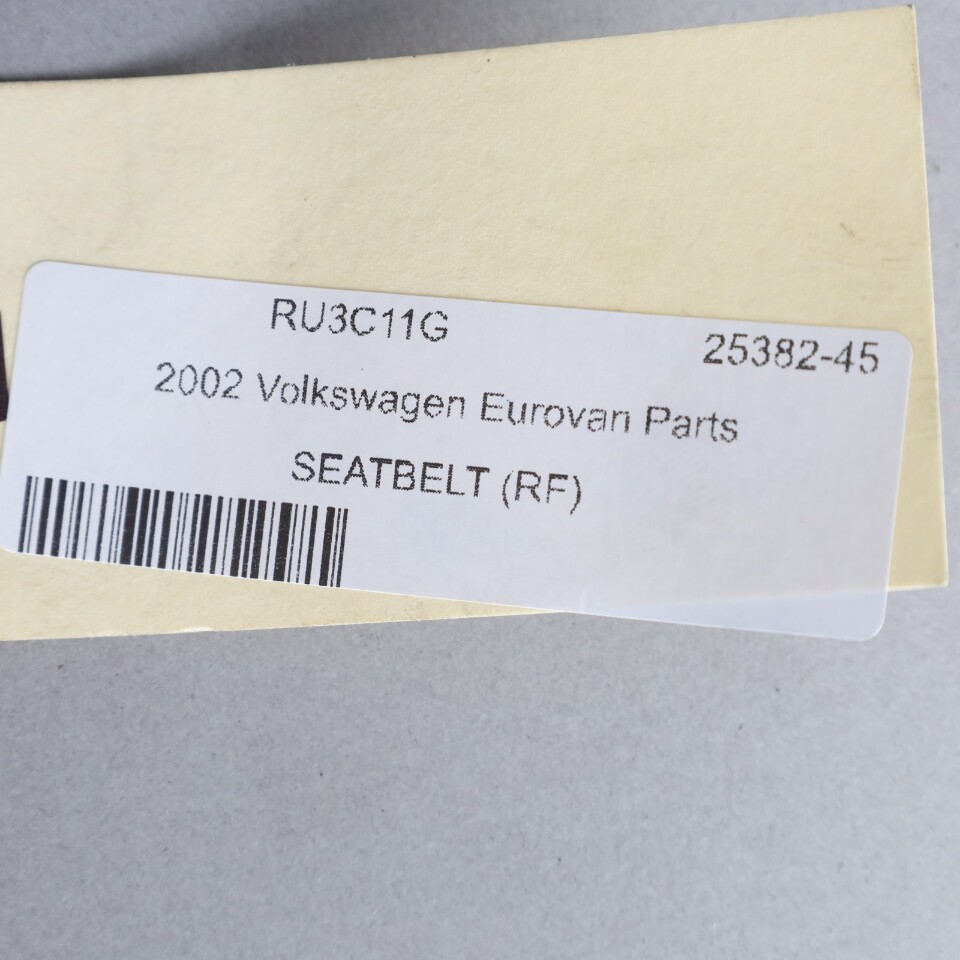 RU3C11G 25382-45
2002 Volkswagen Eurovan Parts
SEATBELT (RF)